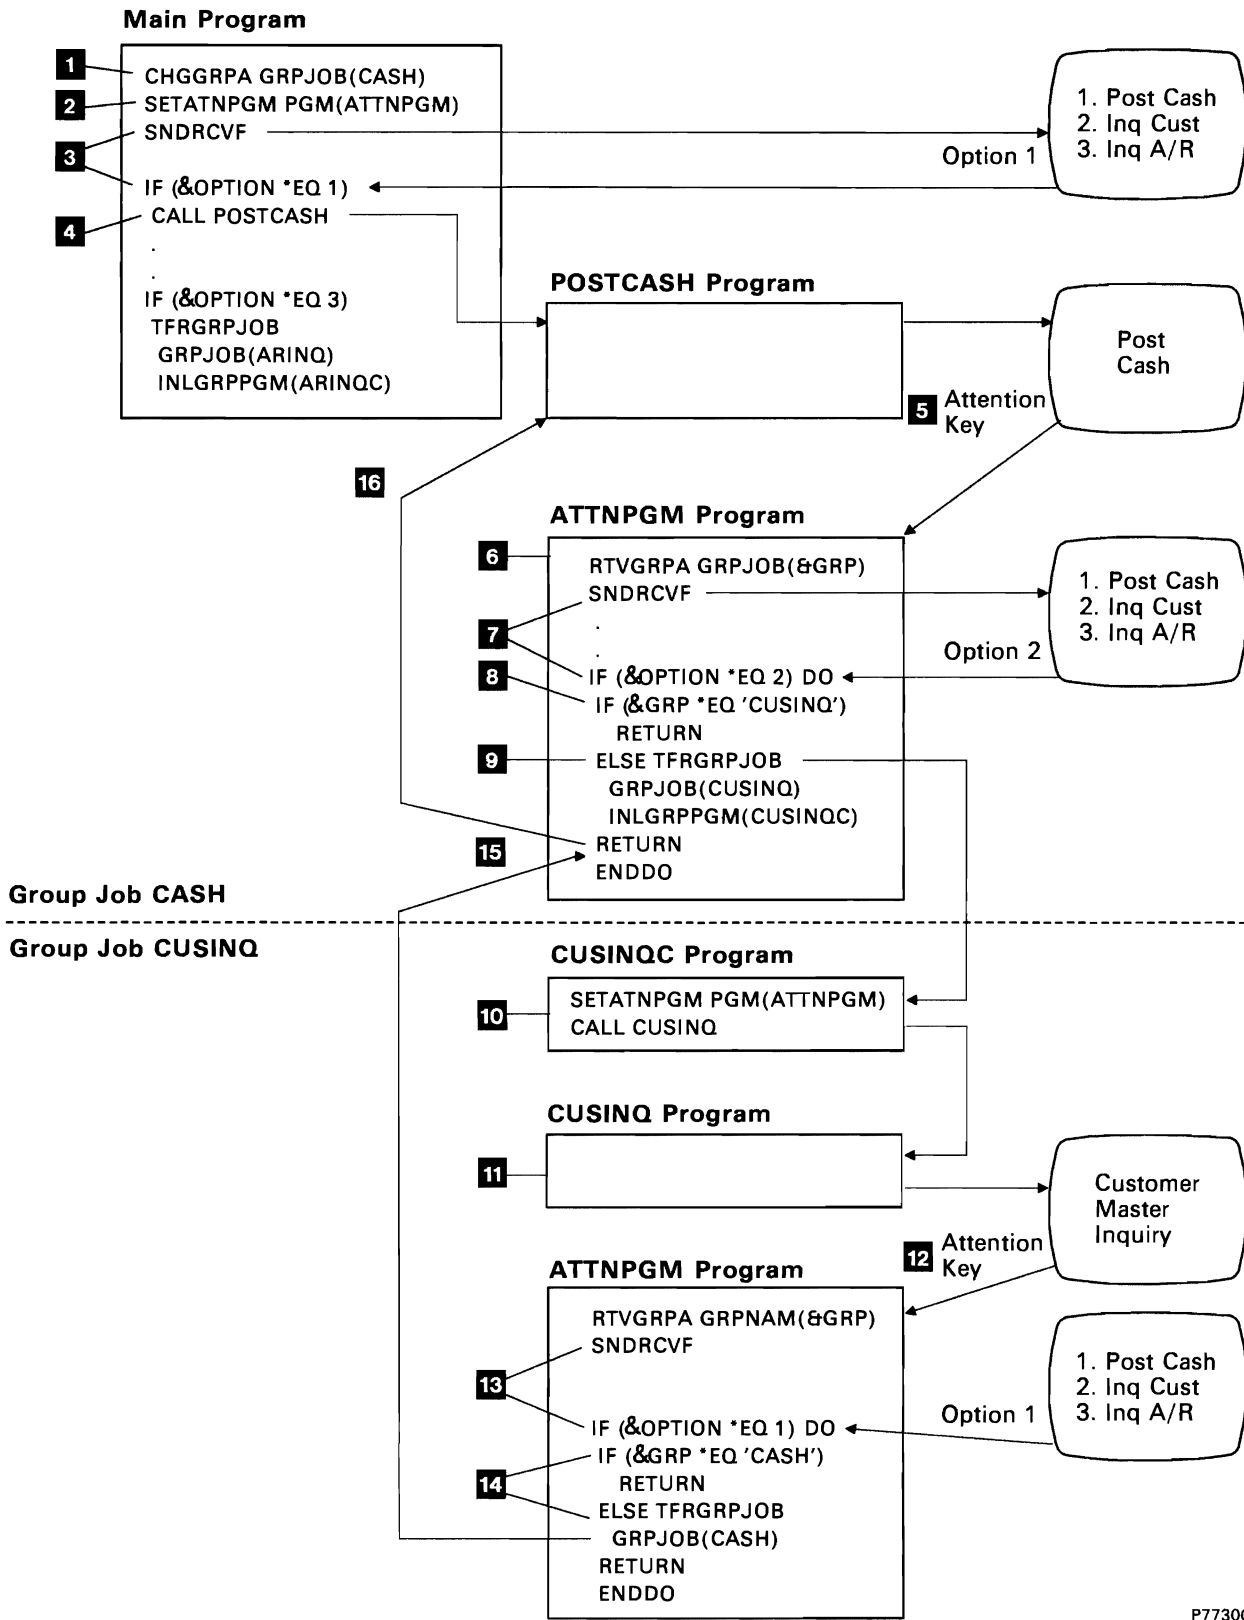 Main Program
1
CHGGRPA GRPJOB(CASH)
2
SETATNPGM PGM(ATTNPGM)
SNDRCVF
3
IF (&OPTION *EQ 1)
4
CALL POSTCASH
.
.
IF (&OPTION *EQ 3)
TFRGRPJOB
GRPJOB(ARINQ)
INLGRPPGM(ARINQC)
1. Post Cash
2. Inq Cust
3. Inq A/R
Option 1
POSTCASH Program
Post
Cash
5 Attention
Key
16
ATTNPGM Program
6
RTVGRPA GRPJOB(&GRP)
SNDRCVF
7
.
.
8
IF (&OPTION *EQ 2) DO
IF (&GRP *EQ 'CUSINQ')
RETURN
9
ELSE TFRGRPJOB
GRPJOB(CUSINQ)
INLGRPPGM(CUSINQC)
15
RETURN
ENDDO
1. Post Cash
2. Inq Cust
3. Inq A/R
Option 2
Group Job CASH
Group Job CUSINQ
CUSINQC Program
10
SETATNPGM PGM(ATTNPGM)
CALL CUSINQ
CUSINQ Program
11
Customer
Master
Inquiry
12 Attention
Key
ATTNPGM Program
RTVGRPA GRPNAM(&GRP)
SNDRCVF
13
IF (&OPTION *EQ 1) DO
IF (&GRP *EQ 'CASH')
14
RETURN
ELSE TFRGRPJOB
GRPJOB(CASH)
RETURN
ENDDO
1. Post Cash
2. Inq Cust
3. Inq A/R
Option 1